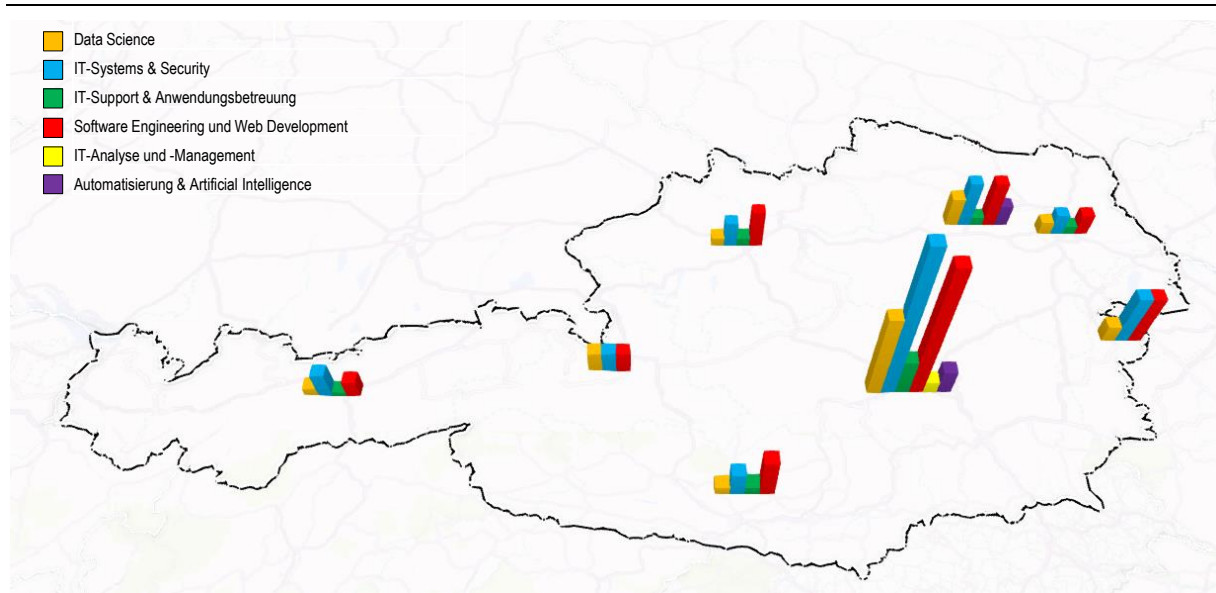 Data Science
IT-Systems & Security
IT-Support & Anwendungsbetreuung
Software Engineering und Web Development
IT-Analyse und -Management
Automatisierung & Artificial Intelligence